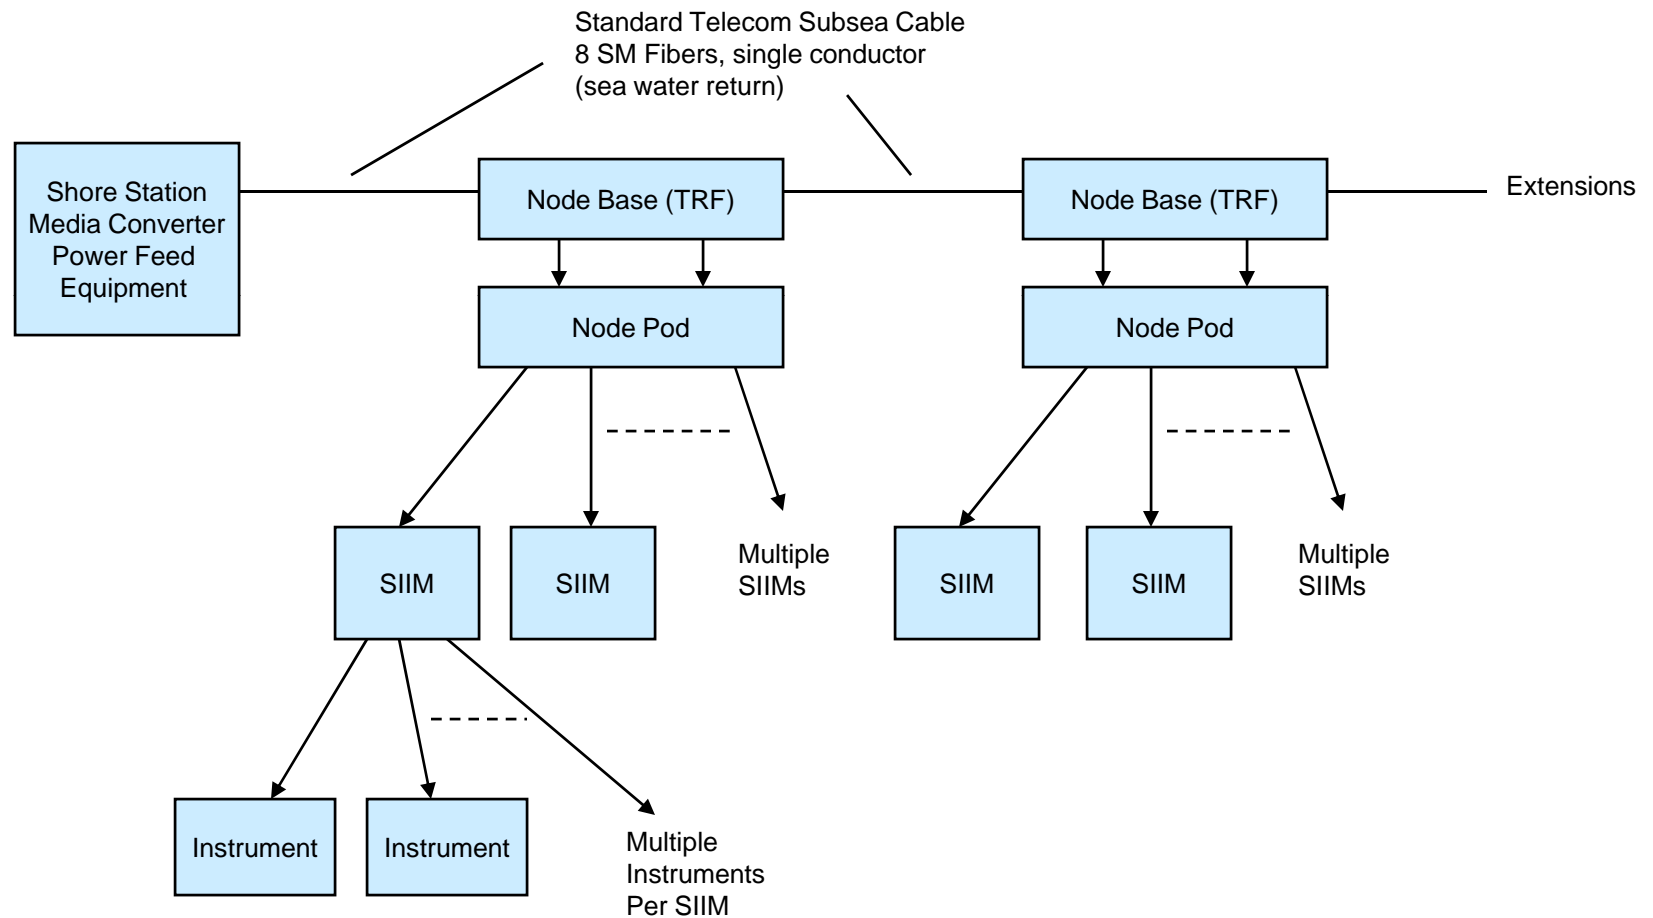 Standard Telecom Subsea Cable
8 SM Fibers, single conductor
(sea water return)
Shore Station
Media Converter
Power Feed
Equipment
Node Base (TRF)
Node Base (TRF)
Extensions
Node Pod
Node Pod
SIIM
SIIM
Multiple
SIIMs
SIIM
SIIM
Multiple
SIIMs
Instrument
Instrument
Multiple
Instruments
Per SIIM